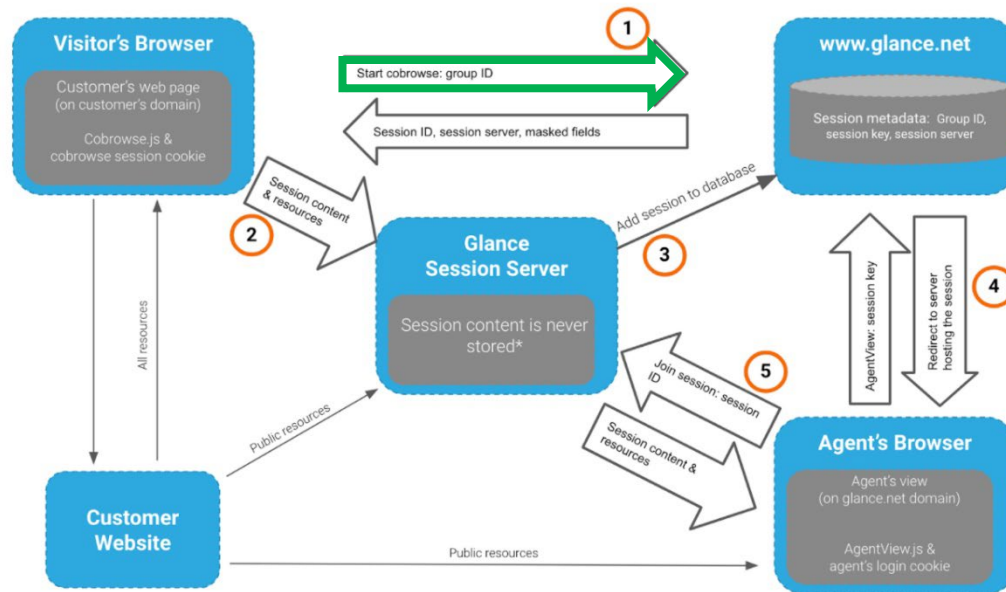 1
Visitor's Browser
Customer's web page
(on customer's domain)
Cobrowse.js &
cobrowse session cookie
Start cobrowse: group ID
Session ID, session server, masked fields
www.glance.net
Session metadata: Group ID,
session key, session server
Session content
& resources
2
Glance
Session Server
Session content is never
stored*
Add session to database
3
AgentView: session key
Redirect to server
hosting the session
4
All resources
Public resources
Join session: session
ID
5
Session content &
resources
Customer
Website
Public resources
Agent's Browser
Agent's view
(on glance.net domain)
AgentView.js &
agent's login cookie